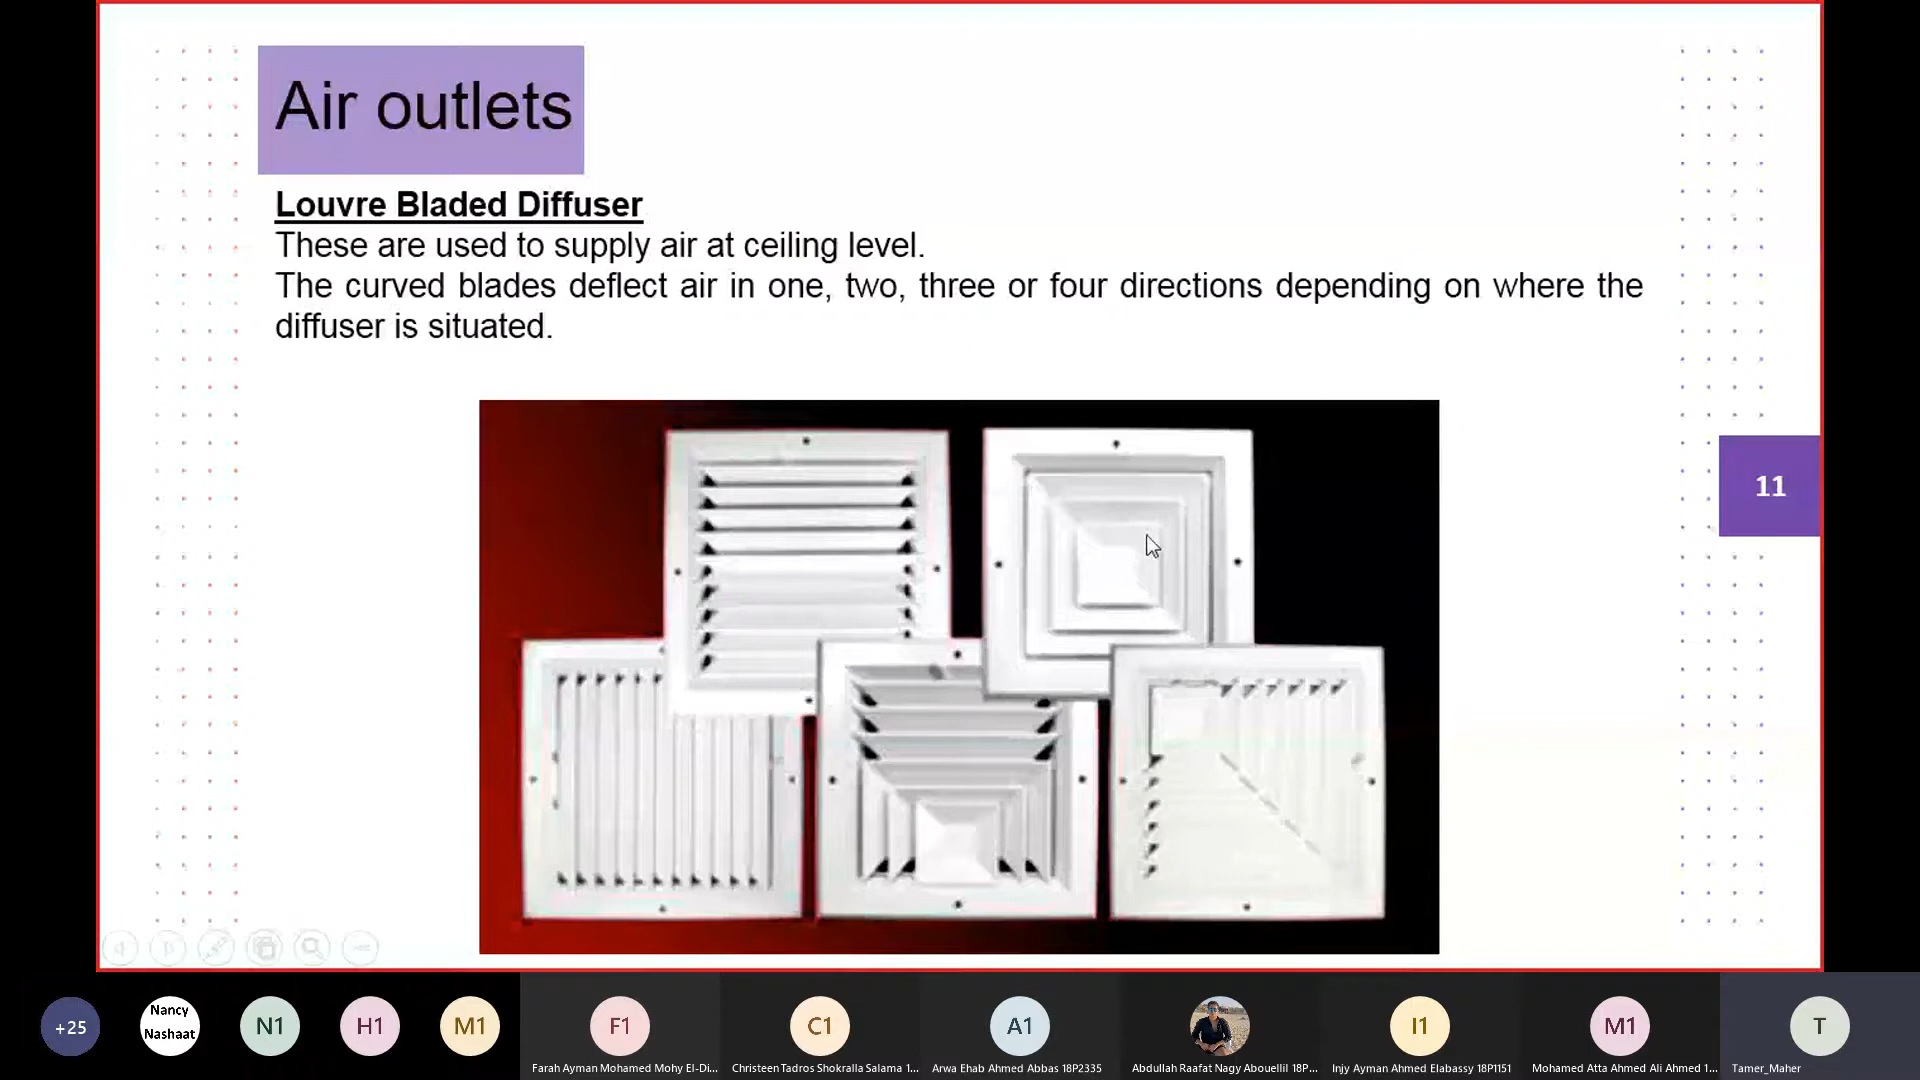 Air outlets
Louvre Bladed Diffuser
These are used to supply air at ceiling level.
The curved blades deflect air in one, two, three or four directions depending on where the
diffuser is situated.
11
+25
Nancy
Nashaat
N1
H1
M1
F1
C1
A1
I1
M1
T
Farah Ayman Mohamed Mohy El-Di...
Christeen Tadros Shokralla Salama 1...
Arwa Ehab Ahmed Abbas 18P2335
Abdullah Raafat Nagy Abouellil 18P...
Injy Ayman Ahmed Elabassy 18P1151
Mohamed Atta Ahmed Ali Ahmed 1...
Tamer_Maher